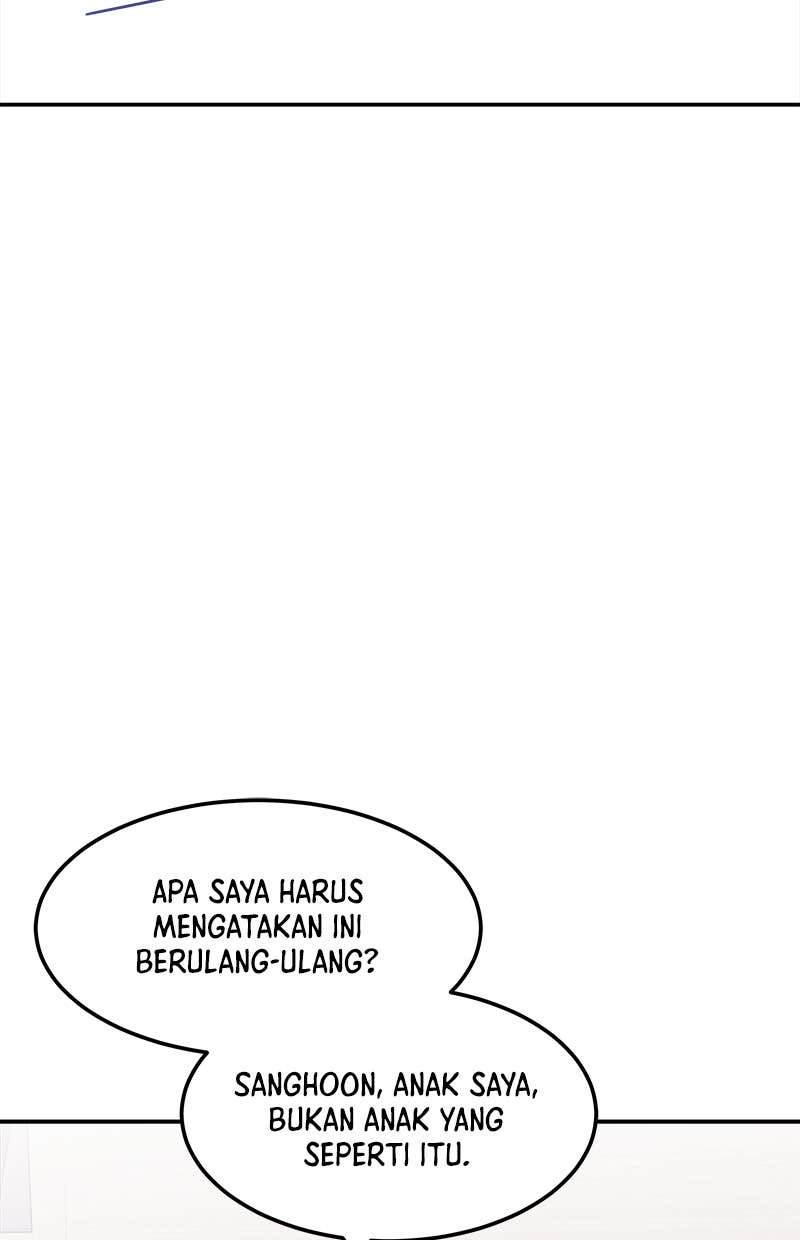 APA SAYA HARUS
MENGATAKAN INI
BERULANG-ULANG?
SANGHOON, ANAK SAYA,
BUKAN ANAK YANG
SEPERTI ITU.